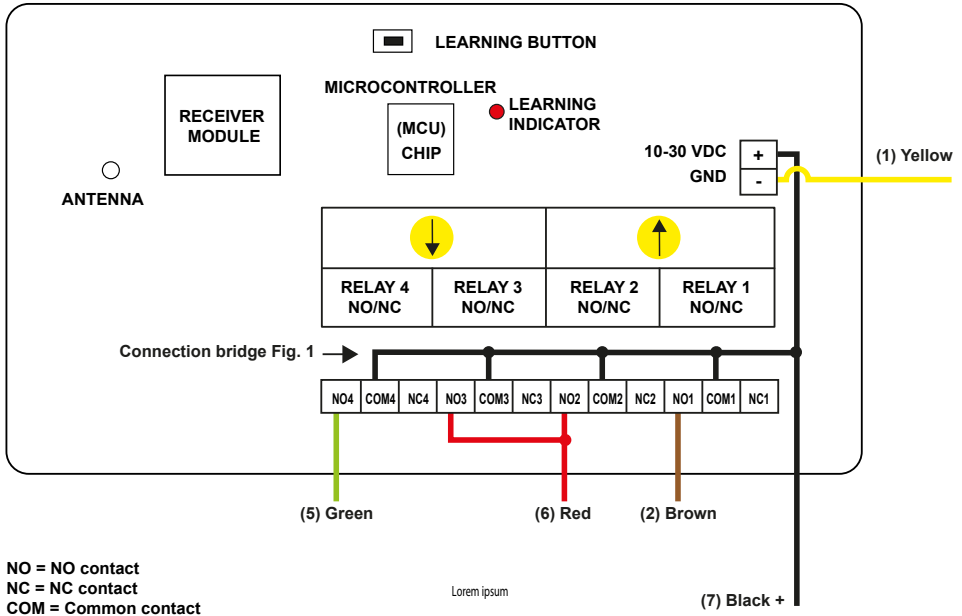 LEARNING BUTTON
MICROCONTROLLER
LEARNING
INDICATOR
RECEIVER
MODULE
(MCU)
CHIP
10-30 VDC
+
(1) Yellow
GND
-
ANTENNA
RELAY 4
NO/NC
RELAY 3
NO/NC
RELAY 2
NO/NC
RELAY 1
NO/NC
Connection bridge Fig. 1
NO4 COM4 NC4 NO3 COM3 NC3 NO2 COM2 NC2 NO1 COM1 NC1
(5) Green
(6) Red
(2) Brown
NO = NO contact
NC = NC contact
COM = Common contact
Lorem ipsum
(7) Black +